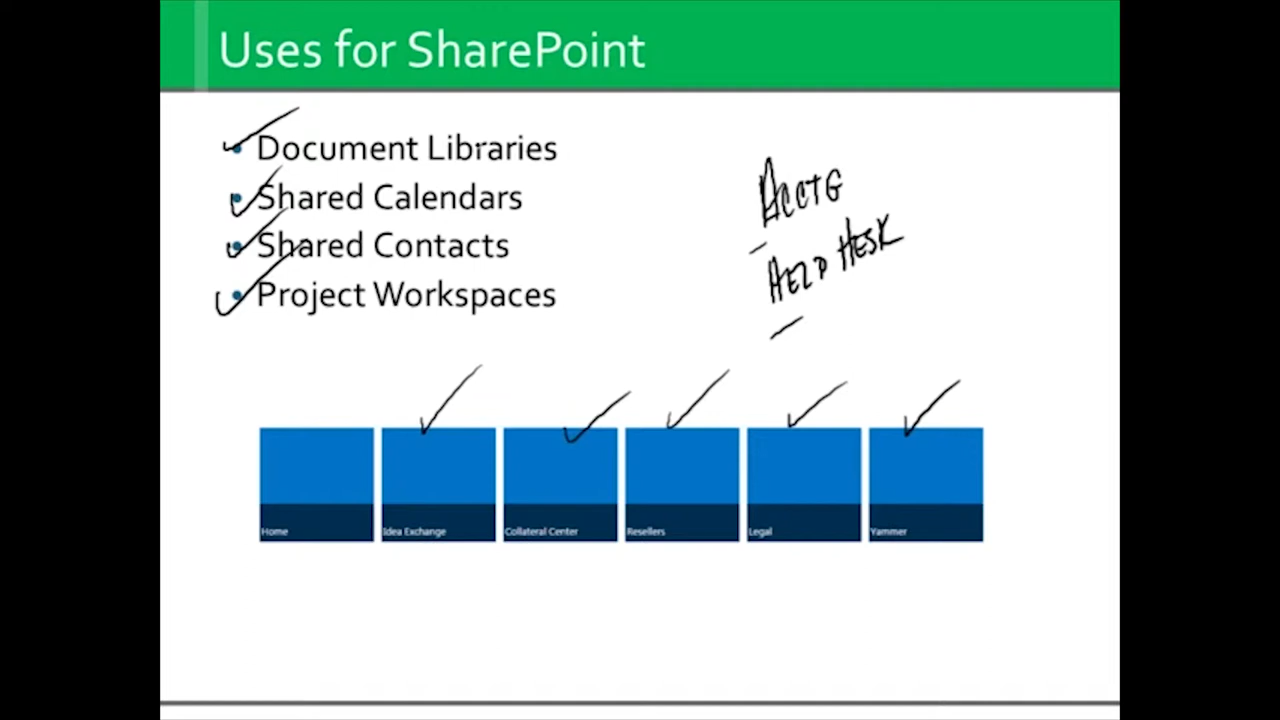 Uses for SharePoint
• Document Libraries
• Shared Calendars
• Shared Contacts
• Project Workspaces
ACCTG
HELP HESK
Home Idea Exchange Collateral Center Resellers Legal Yammer